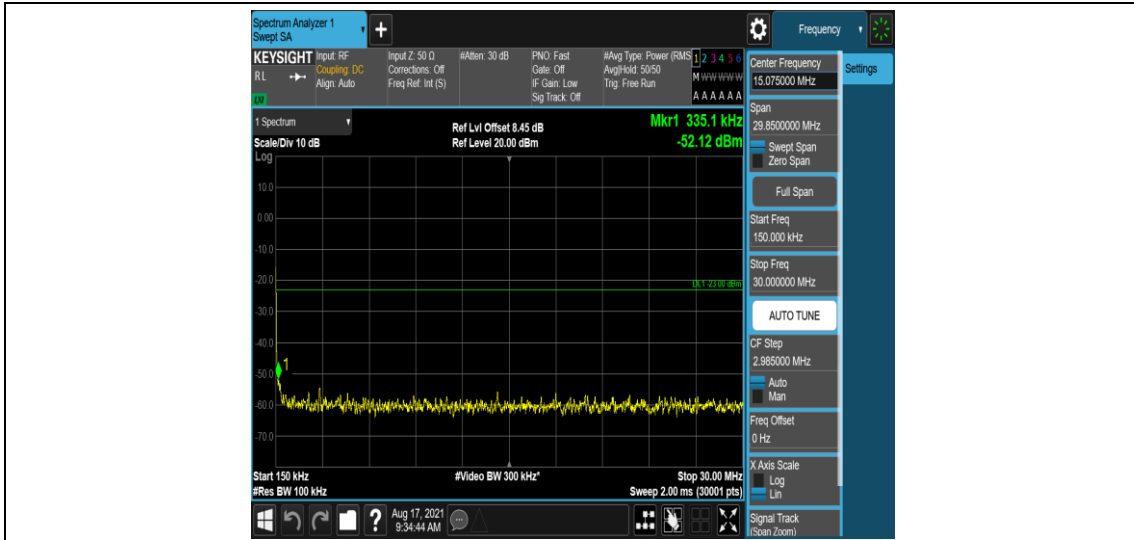 Spectrum Analyzer 1
Swept SA
+
Frequency
KEYSIGHT
RL
Input: RF
Coupling: DC
Align: Auto
Input Z: 50 Ω
Corrections: Off
Freq Ref: Int (S)
#Atten: 30 dB
PNO: Fast
Gate: Off
IF Gain: Low
Sig Track: Off
#Avg Type: Power (RMS
Avg|Hold: 50/50
Trig: Free Run
1 2 3 4 5 6
M W W W W W
A A A A A A
1 Spectrum
Scale/Div 10 dB
Ref Lvl Offset 8.45 dB
Ref Level 20.00 dBm
Mkr1 335.1 kHz
-52.12 dBm
Log
10.0
0.00
-10.0
-20.0
-30.0
-40.0
-50.0
-60.0
-70.0
DL1 -23.00 dBm
1
Start 150 kHz
#Res BW 100 kHz
#Video BW 300 kHz*
Stop 30.00 MHz
Sweep 2.00 ms (30001 pts)
Center Frequency
15.075000 MHz
Settings
Span
29.8500000 MHz
Swept Span
Zero Span
Full Span
Start Freq
150.000 kHz
Stop Freq
30.000000 MHz
AUTO TUNE
CF Step
2.985000 MHz
Auto
Man
Freq Offset
0 Hz
X Axis Scale
Log
Lin
Signal Track
(Span Zoom)
?
Aug 17, 2021
9:34:44 AM